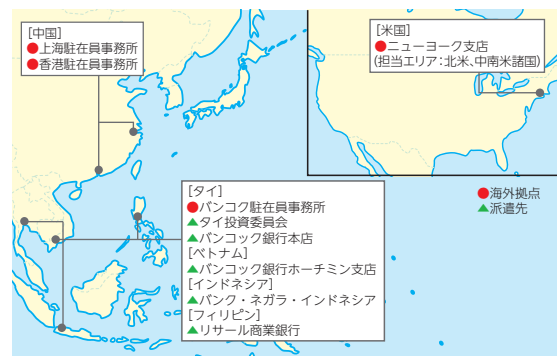 [中国]
●上海駐在員事務所
●香港駐在員事務所
[米国]
●ニューヨーク支店
(担当エリア：北米、中南米諸国)
●海外拠点
▲派遣先
[タイ]
●バンコク駐在員事務所
▲タイ投資委員会
▲バンコック銀行本店
[ベトナム]
▲バンコック銀行ホーチミン支店
[インドネシア]
▲バンク・ネガラ・インドネシア
[フィリピン]
▲リサール商業銀行